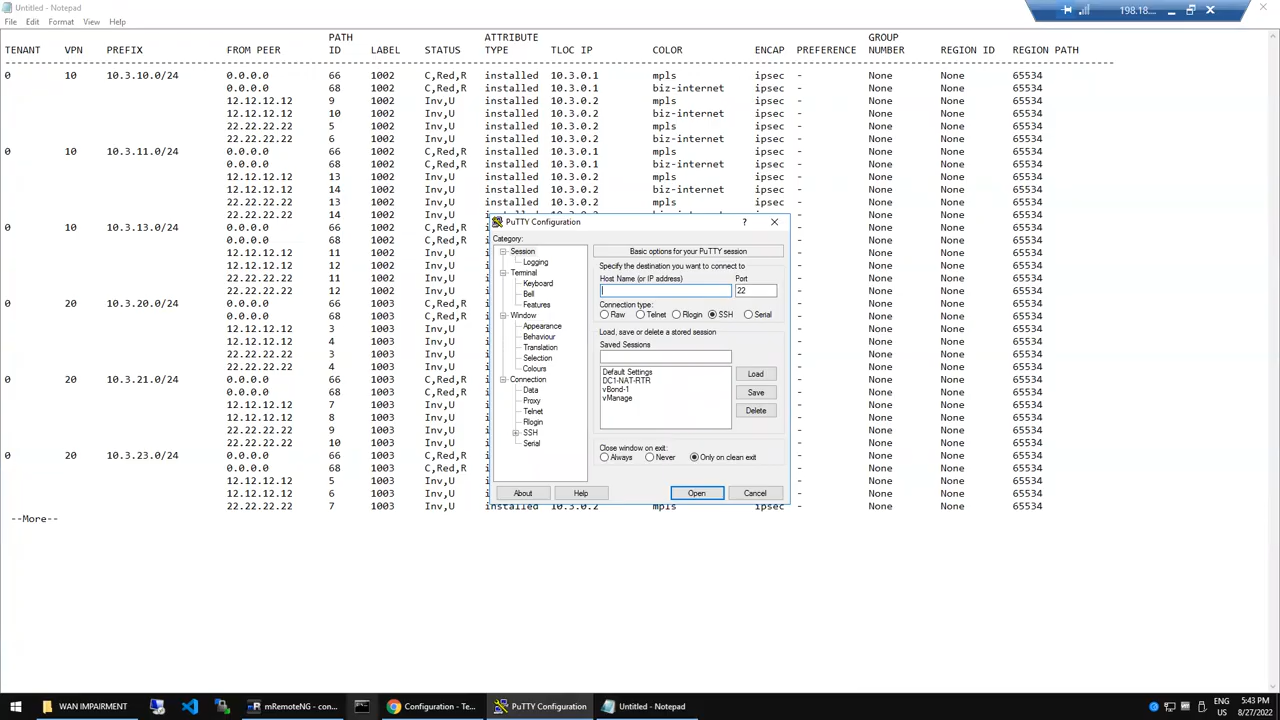 Untitled - Notepad
198.18....
File Edit Format View Help
PATH ATTRIBUTE GROUP
TENANT VPN PREFIX FROM PEER ID LABEL STATUS TYPE TLOC IP COLOR ENCAP PREFERENCE NUMBER REGION ID REGION PATH
0 10 10.3.10.0/24 0.0.0.0 66 1002 C,Red,R installed 10.3.0.1 mpls ipsec - None None 65534
0.0.0.0 68 1002 C,Red,R installed 10.3.0.1 biz-internet ipsec - None None 65534
12.12.12.12 9 1002 Inv,U installed 10.3.0.2 mpls ipsec - None None 65534
12.12.12.12 10 1002 Inv,U installed 10.3.0.2 biz-internet ipsec - None None 65534
22.22.22.22 5 1002 Inv,U installed 10.3.0.2 mpls ipsec - None None 65534
22.22.22.22 6 1002 Inv,U installed 10.3.0.2 biz-internet ipsec - None None 65534
0 10 10.3.11.0/24 0.0.0.0 66 1002 C,Red,R installed 10.3.0.1 mpls ipsec - None None 65534
0.0.0.0 68 1002 C,Red,R installed 10.3.0.1 biz-internet ipsec - None None 65534
12.12.12.12 13 1002 Inv,U installed 10.3.0.2 mpls ipsec - None None 65534
12.12.12.12 14 1002 Inv,U installed 10.3.0.2 biz-internet ipsec - None None 65534
22.22.22.22 13 1002 Inv,U installed 10.3.0.2 mpls ipsec - None None 65534
22.22.22.22 14 1002 Inv,U ipsec - None None 65534
0 10 10.3.13.0/24 0.0.0.0 66 1002 C,Red,R ipsec - None None 65534
0.0.0.0 68 1002 C,Red,R - None None 65534
12.12.12.12 11 1002 Inv,U - None None 65534
12.12.12.12 12 1002 Inv,U - None None 65534
22.22.22.22 11 1002 Inv,U - None None 65534
22.22.22.22 12 1002 Inv,U - None None 65534
0 20 10.3.20.0/24 0.0.0.0 66 1003 C,Red,R - None None 65534
0.0.0.0 68 1003 C,Red,R - None None 65534
12.12.12.12 3 1003 Inv,U - None None 65534
12.12.12.12 4 1003 Inv,U - None None 65534
22.22.22.22 3 1003 Inv,U - None None 65534
22.22.22.22 4 1003 Inv,U - None None 65534
0 20 10.3.21.0/24 0.0.0.0 66 1003 C,Red,R - None None 65534
0.0.0.0 68 1003 C,Red,R - None None 65534
12.12.12.12 7 1003 Inv,U - None None 65534
12.12.12.12 8 1003 Inv,U - None None 65534
22.22.22.22 9 1003 Inv,U - None None 65534
22.22.22.22 10 1003 Inv,U - None None 65534
0 20 10.3.23.0/24 0.0.0.0 66 1003 C,Red,R - None None 65534
0.0.0.0 68 1003 C,Red,R - None None 65534
12.12.12.12 5 1003 Inv,U - None None 65534
12.12.12.12 6 1003 Inv,U - None None 65534
22.22.22.22 7 1003 Inv,U installed 10.3.0.2 mpls ipsec - None None 65534
--More--
PuTTY Configuration ?
Category:
Session
Logging
Terminal
Keyboard
Bell
Features
Window
Appearance
Behaviour
Translation
Selection
Colours
Connection
Data
Proxy
Telnet
Rlogin
SSH
Serial
Basic options for your PuTTY session
Specify the destination you want to connect to
Host Name (or IP address) Port
22
Connection type:
Raw Telnet Rlogin SSH Serial
Load, save or delete a stored session
Saved Sessions
Default Settings
DC1-NAT-RTR
vBond-1
vManage
Load
Save
Delete
Close window on exit:
Always Never Only on clean exit
About Help Open Cancel
WAN IMPAIRMENT
mRemoteNG - con...
Configuration - Te...
PuTTY Configuration
Untitled - Notepad
ENG
US
5:43 PM
8/27/2022